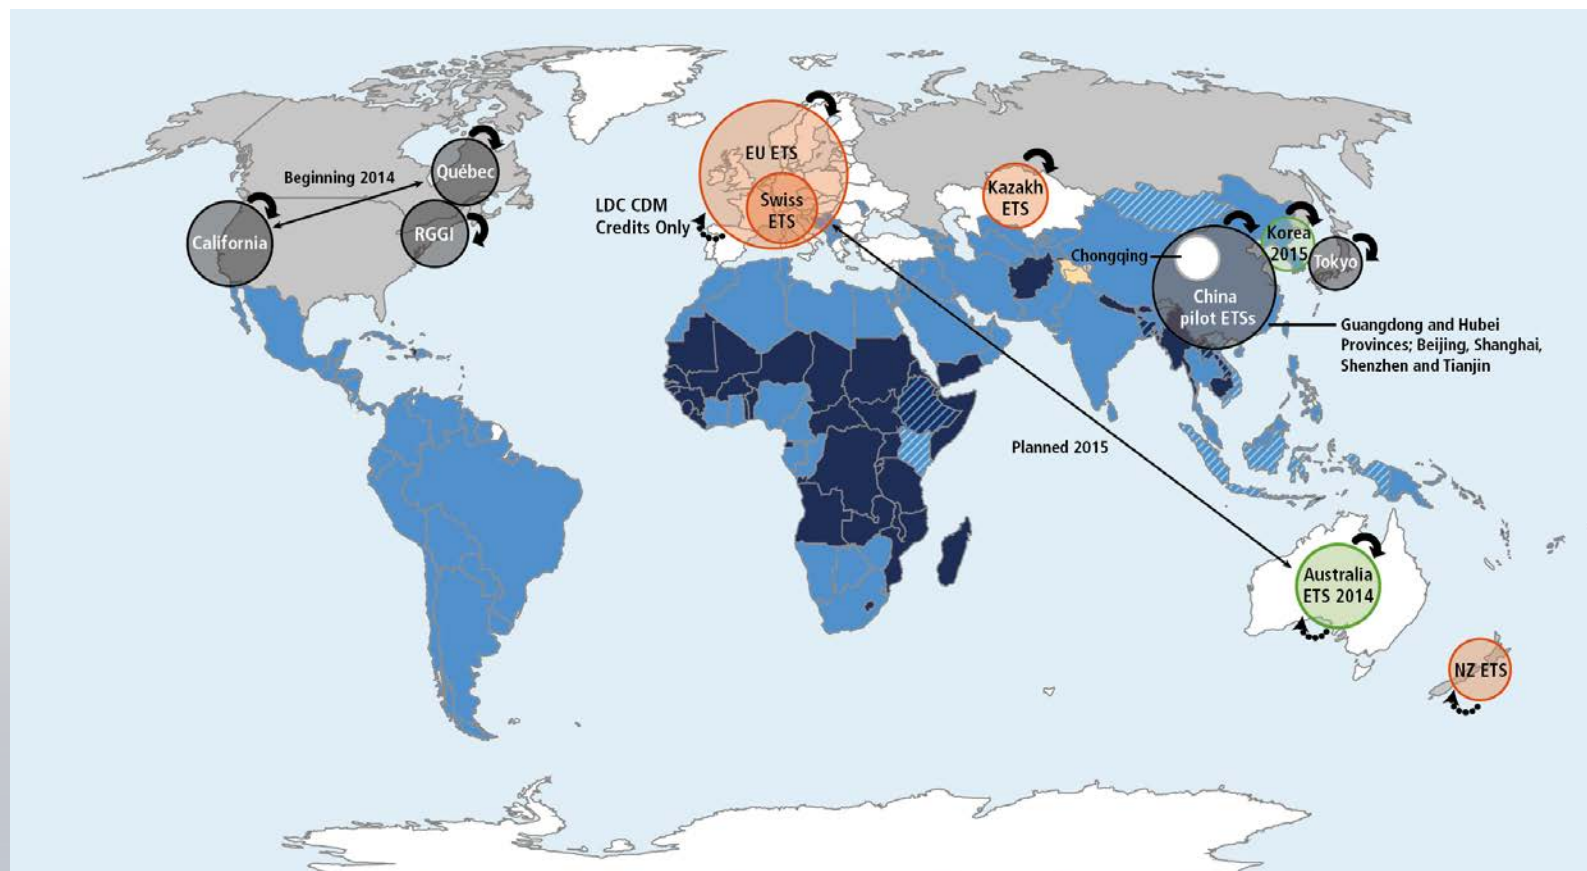 Beginning 2014
Québec
California
RGGI
EU ETS
Swiss
ETS
LDC CDM
Credits Only
Kazakh
ETS
Chongqing
China
pilot ETSs
Korea
2015
Tokyo
Guangdong and Hubei
Provinces; Beijing, Shanghai,
Shenzhen and Tianjin
Planned 2015
Australia
ETS 2014
NZ ETS